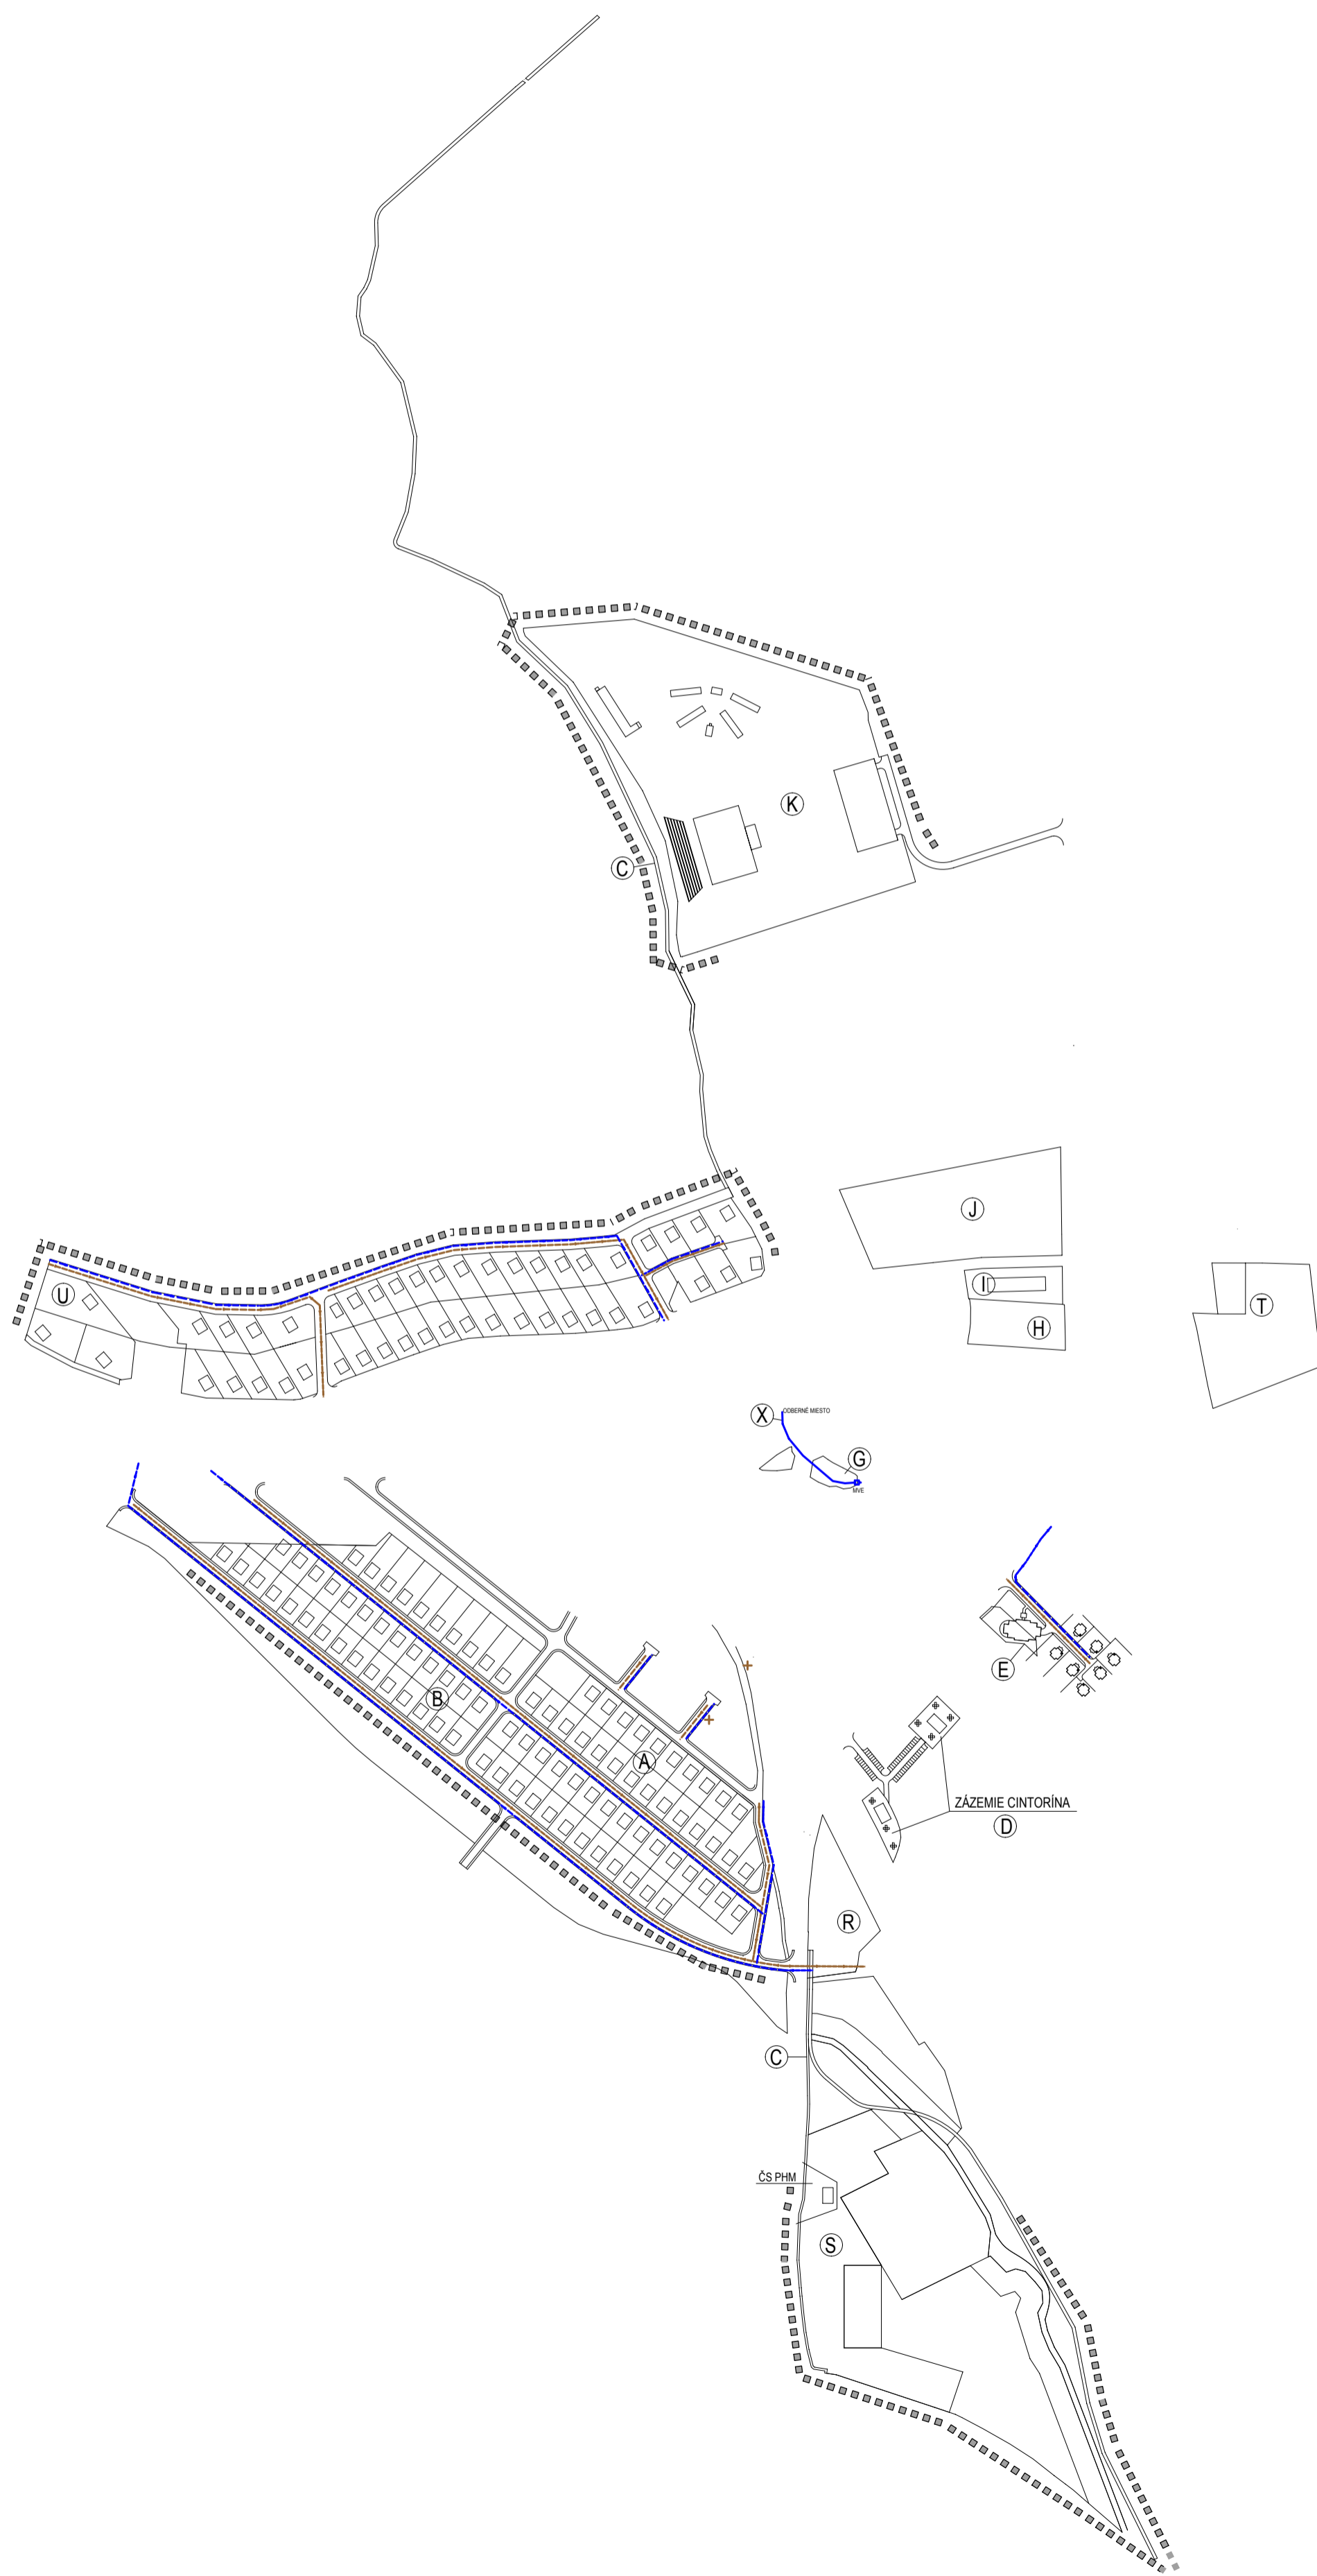 K
C
J
I
H
T
U
X ODBERNÉ MIESTO
G
MVE
E
B
A
ZÁZEMIE CINTORÍNA
D
R
C
ČS PHM
S